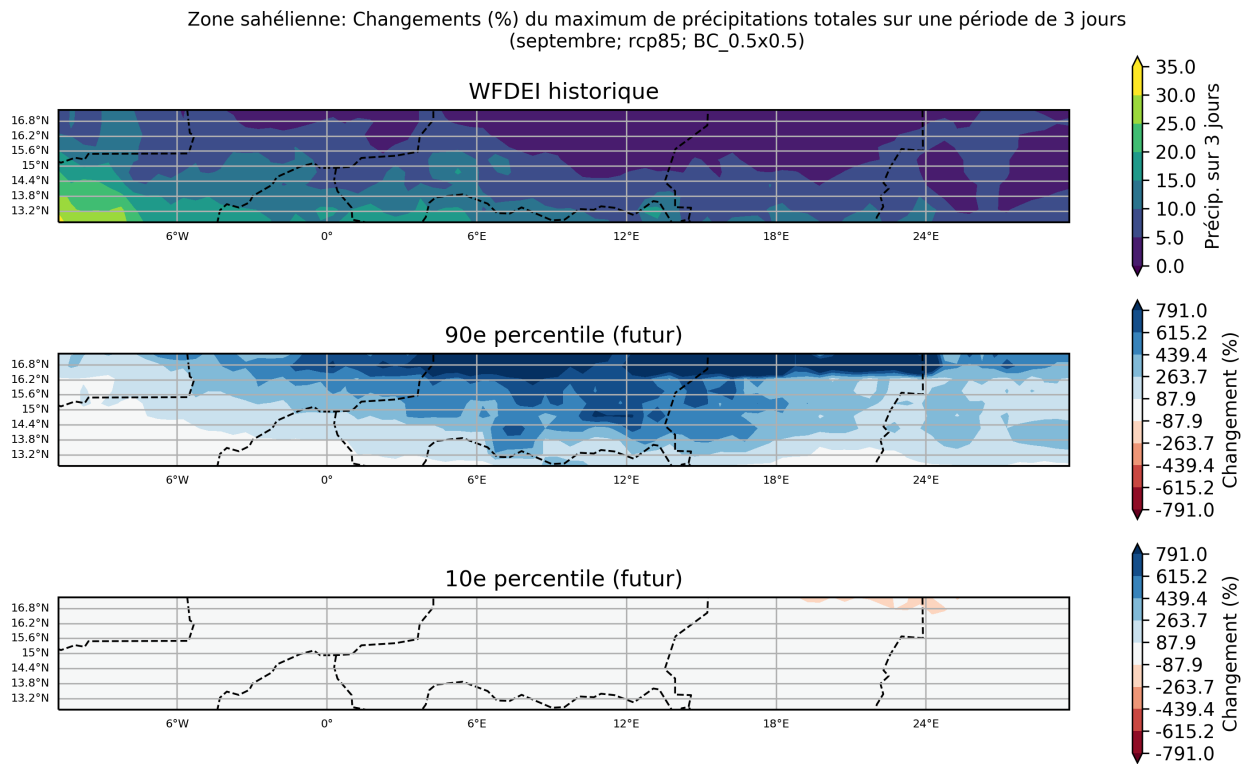 Zone sahélienne: Changements (%) du maximum de précipitations totales sur une période de 3 jours
(septembre; rcp85; BC_0.5x0.5)
WFDEI historique
16.8°N
16.2°N
15.6°N
15°N
14.4°N
13.8°N
13.2°N
6°W
0°
6°E
12°E
18°E
24°E
35.0
30.0
25.0
20.0
15.0
10.0
5.0
0.0
Précip. sur 3 jours
90e percentile (futur)
16.8°N
16.2°N
15.6°N
15°N
14.4°N
13.8°N
13.2°N
6°W
0°
6°E
12°E
18°E
24°E
791.0
615.2
439.4
263.7
87.9
-87.9
-263.7
-439.4
-615.2
-791.0
Changement (%)
10e percentile (futur)
16.8°N
16.2°N
15.6°N
15°N
14.4°N
13.8°N
13.2°N
6°W
0°
6°E
12°E
18°E
24°E
791.0
615.2
439.4
263.7
87.9
-87.9
-263.7
-439.4
-615.2
-791.0
Changement (%)